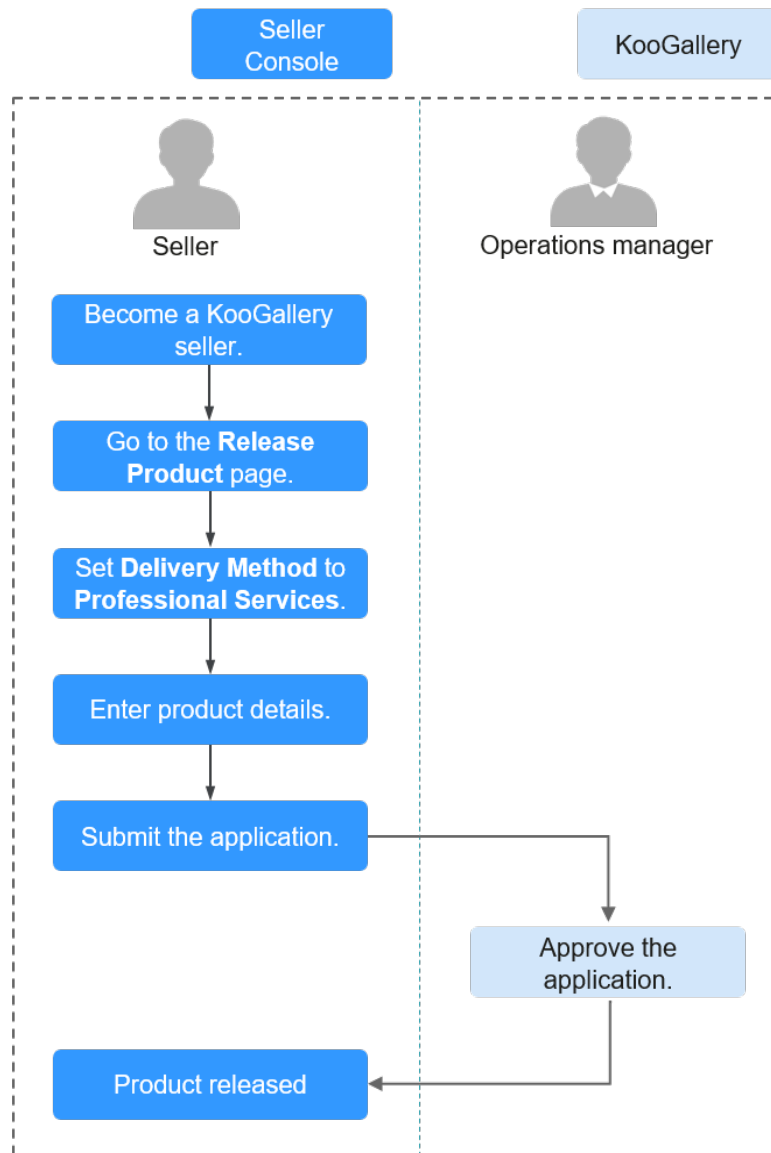 Seller
Console
KooGallery
Seller
Operations manager
Become a KooGallery
seller.
Go to the Release
Product page.
Set Delivery Method to
Professional Services.
Enter product details.
Submit the application.
Approve the
application.
Product released